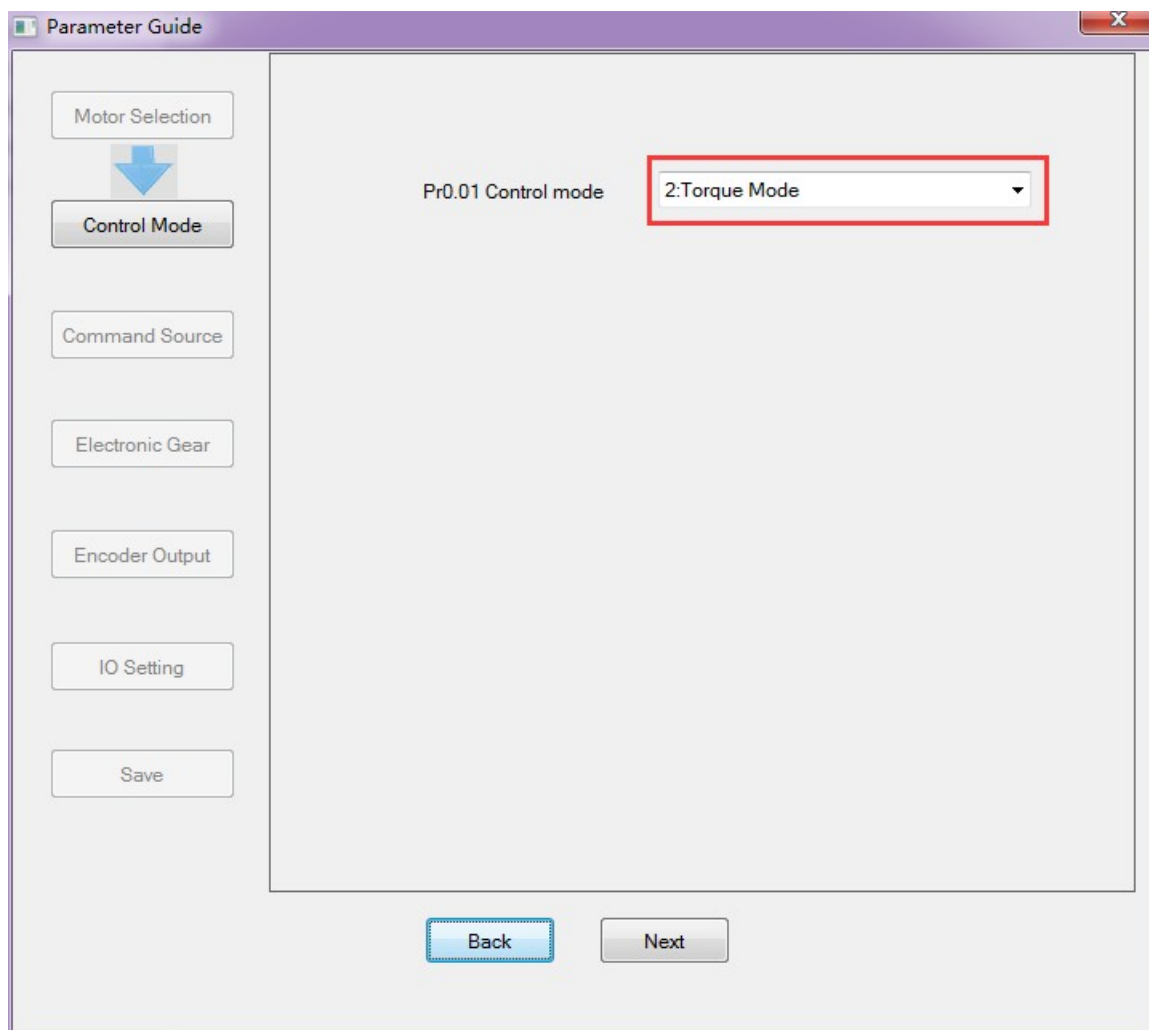 Parameter Guide
X
Motor Selection
Control Mode
Command Source
Electronic Gear
Encoder Output
IO Setting
Save
Pr0.01 Control mode
2:Torque Mode
Back
Next